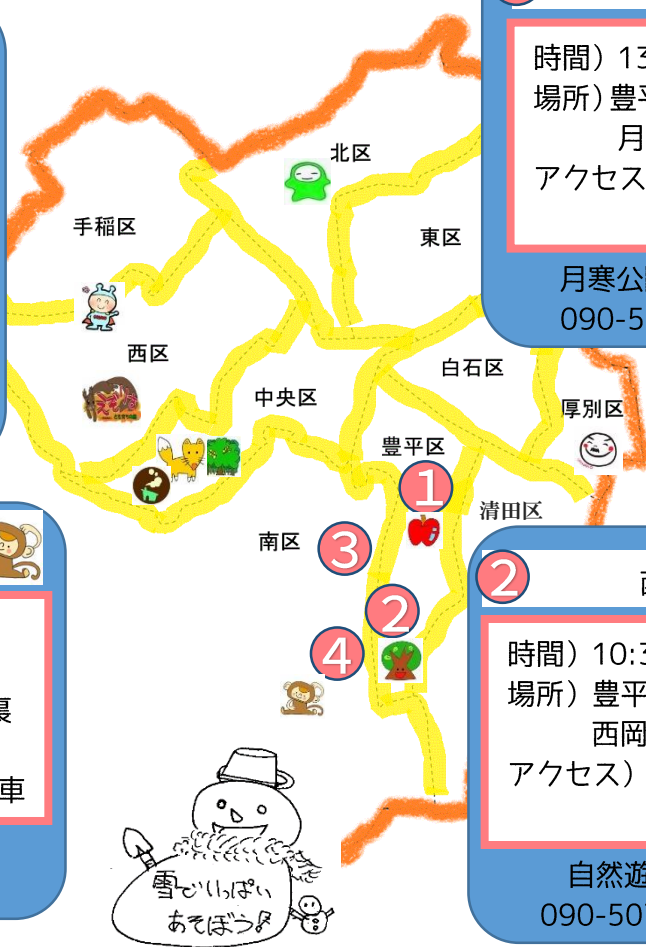 時間）13
場所）豊平
月
アクセス
月寒公
090-5
北区
手稲区
東区
西区
白石区
中央区
厚別区
豊平区
1
清田区
南区
3
2
4
2
西
時間）10:3
場所）豊平
西岡
アクセス）
自然遊
090-507
裏
車
雪でいっぱい
あそぼう!